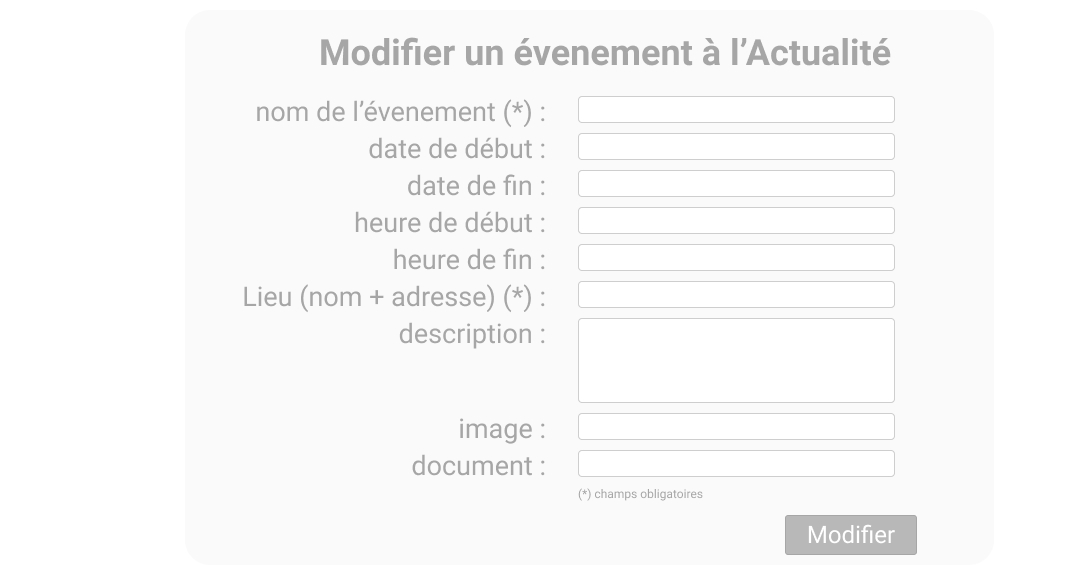 Modifier un évenement à l’Actualité
nom de l’évenement (*) :
date de début :
date de fin :
heure de début :
heure de fin :
Lieu (nom + adresse) (*) :
description :
image :
document :
(*) champs obligatoires
Modifier